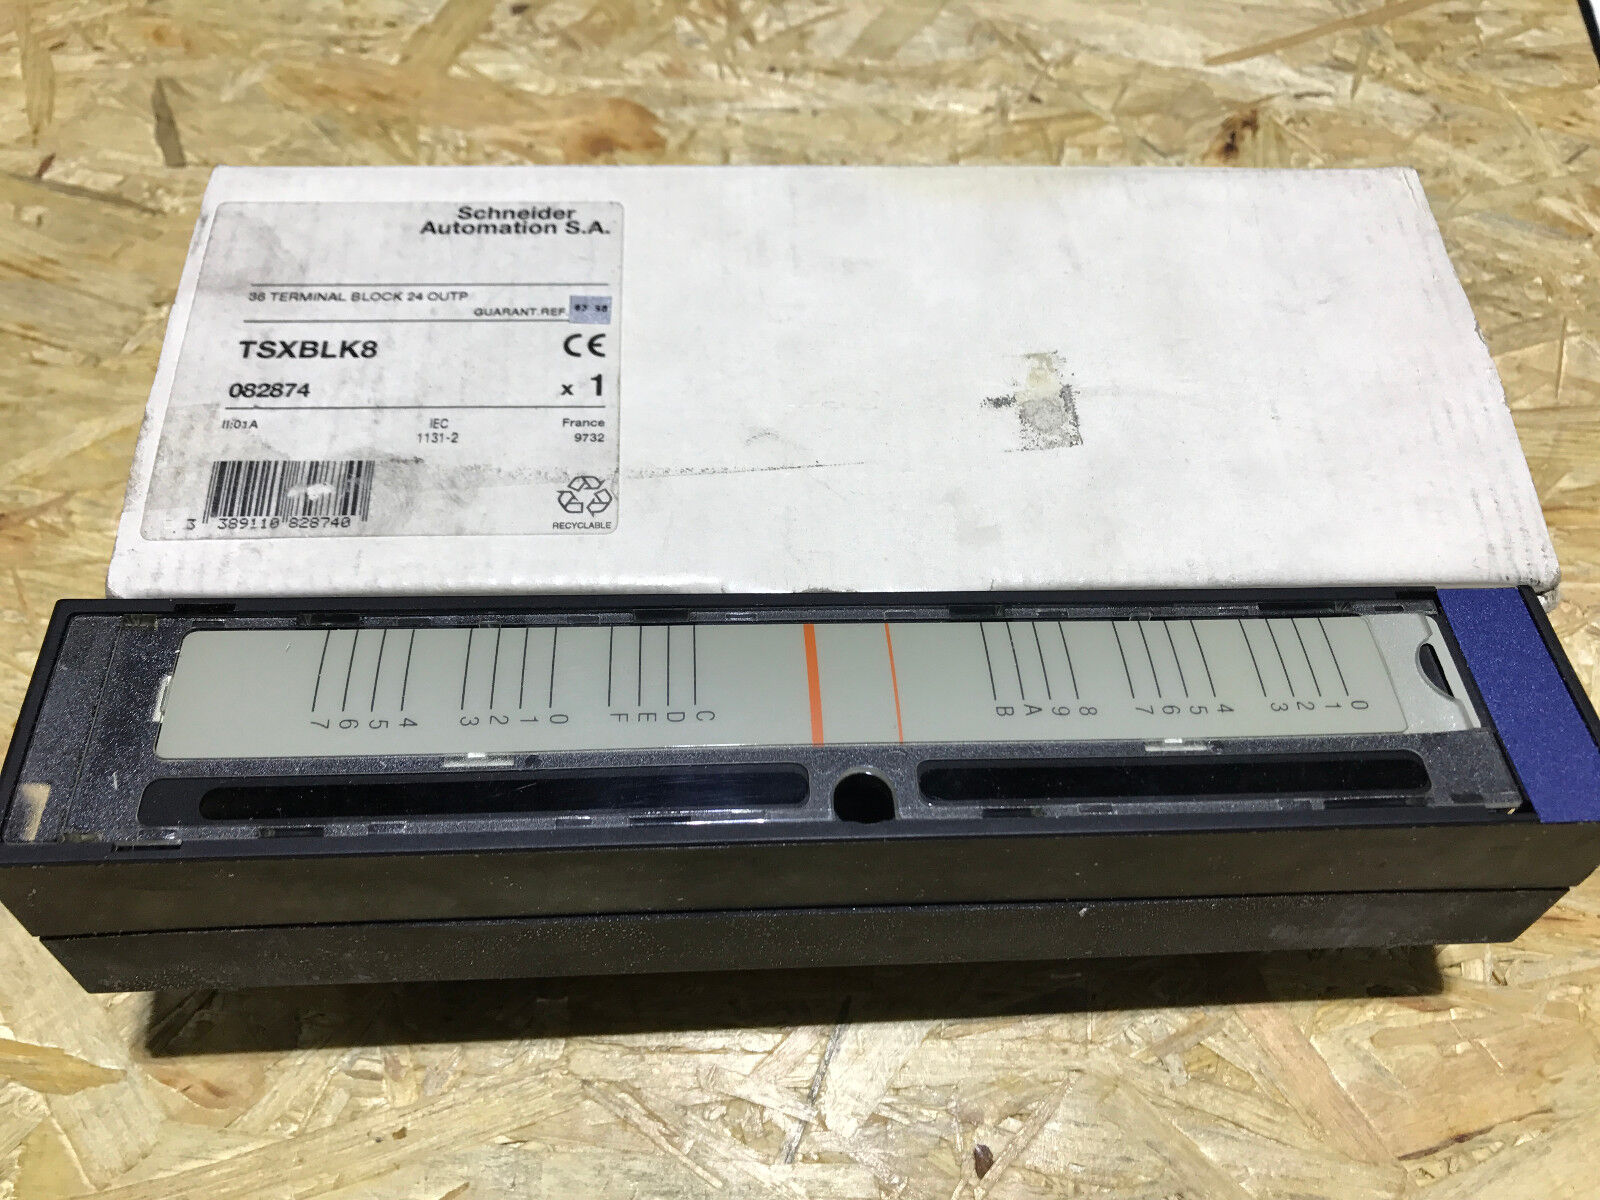 Schneider
Automation S.A.
36 TERMINAL BLOCK 24 OUTP
GUARANT.REF.
TSXBLK8 CE
082874 x 1
II:01A IEC France
1131-2 9732
3 389110 828740
RECYCLABLE
7 6 5 4 3 2 1 0 F E D C B A 9 8 7 6 5 4 3 2 1 0